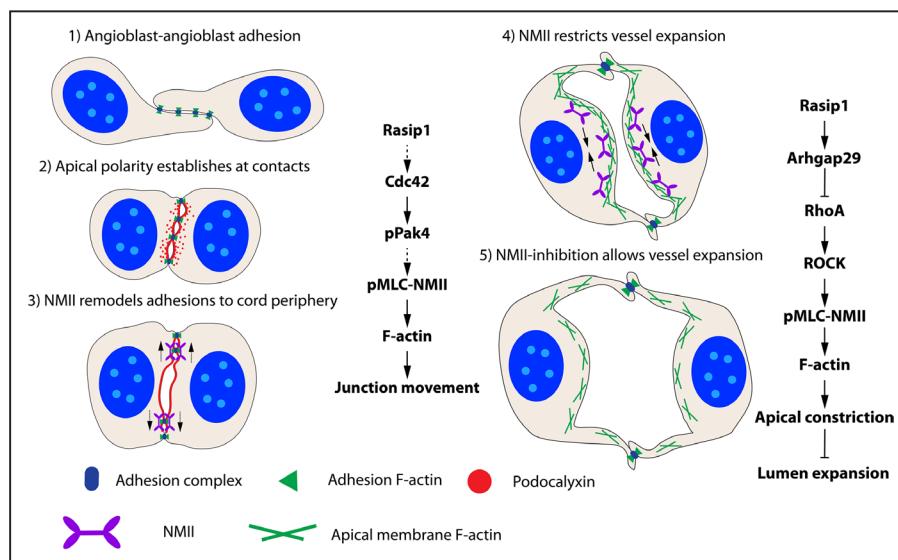 1) Angioblast-angioblast adhesion
2) Apical polarity establishes at contacts
3) NMII remodels adhesions to cord periphery
Rasip1
Cdc42
pPak4
pMLC-NMII
F-actin
Junction movement
4) NMII restricts vessel expansion
5) NMII-inhibition allows vessel expansion
Rasip1
Arhgap29
RhoA
ROCK
pMLC-NMII
F-actin
Apical constriction
Lumen expansion
Adhesion complex
Adhesion F-actin
Podocalyxin
NMII
Apical membrane F-actin